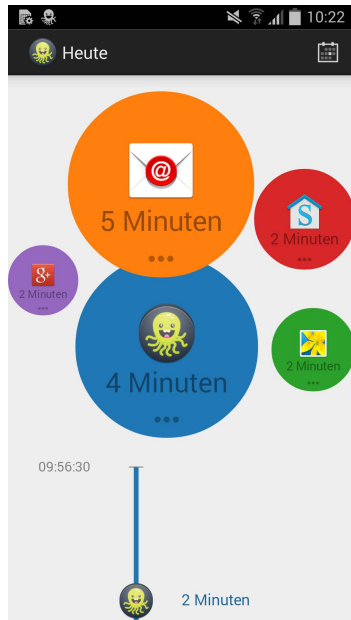 10:22
Heute
@
5 Minuten
S
2 Minuten
g+
2 Minuten
4 Minuten
2 Minuten
09:56:30
2 Minuten